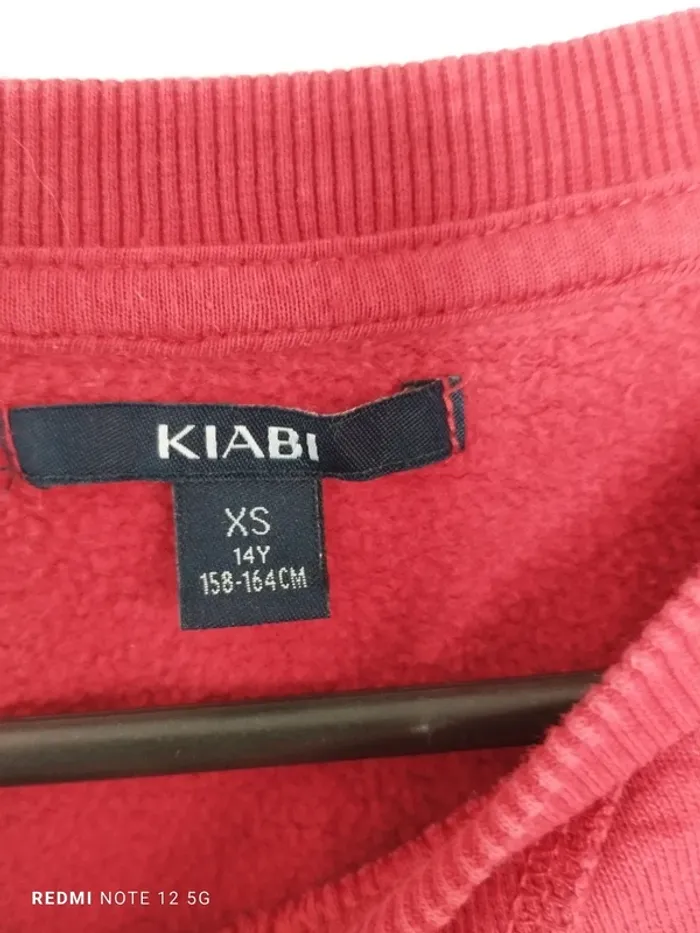 KIABI
XS
14Y
158-164CM
REDMI NOTE 12 5G